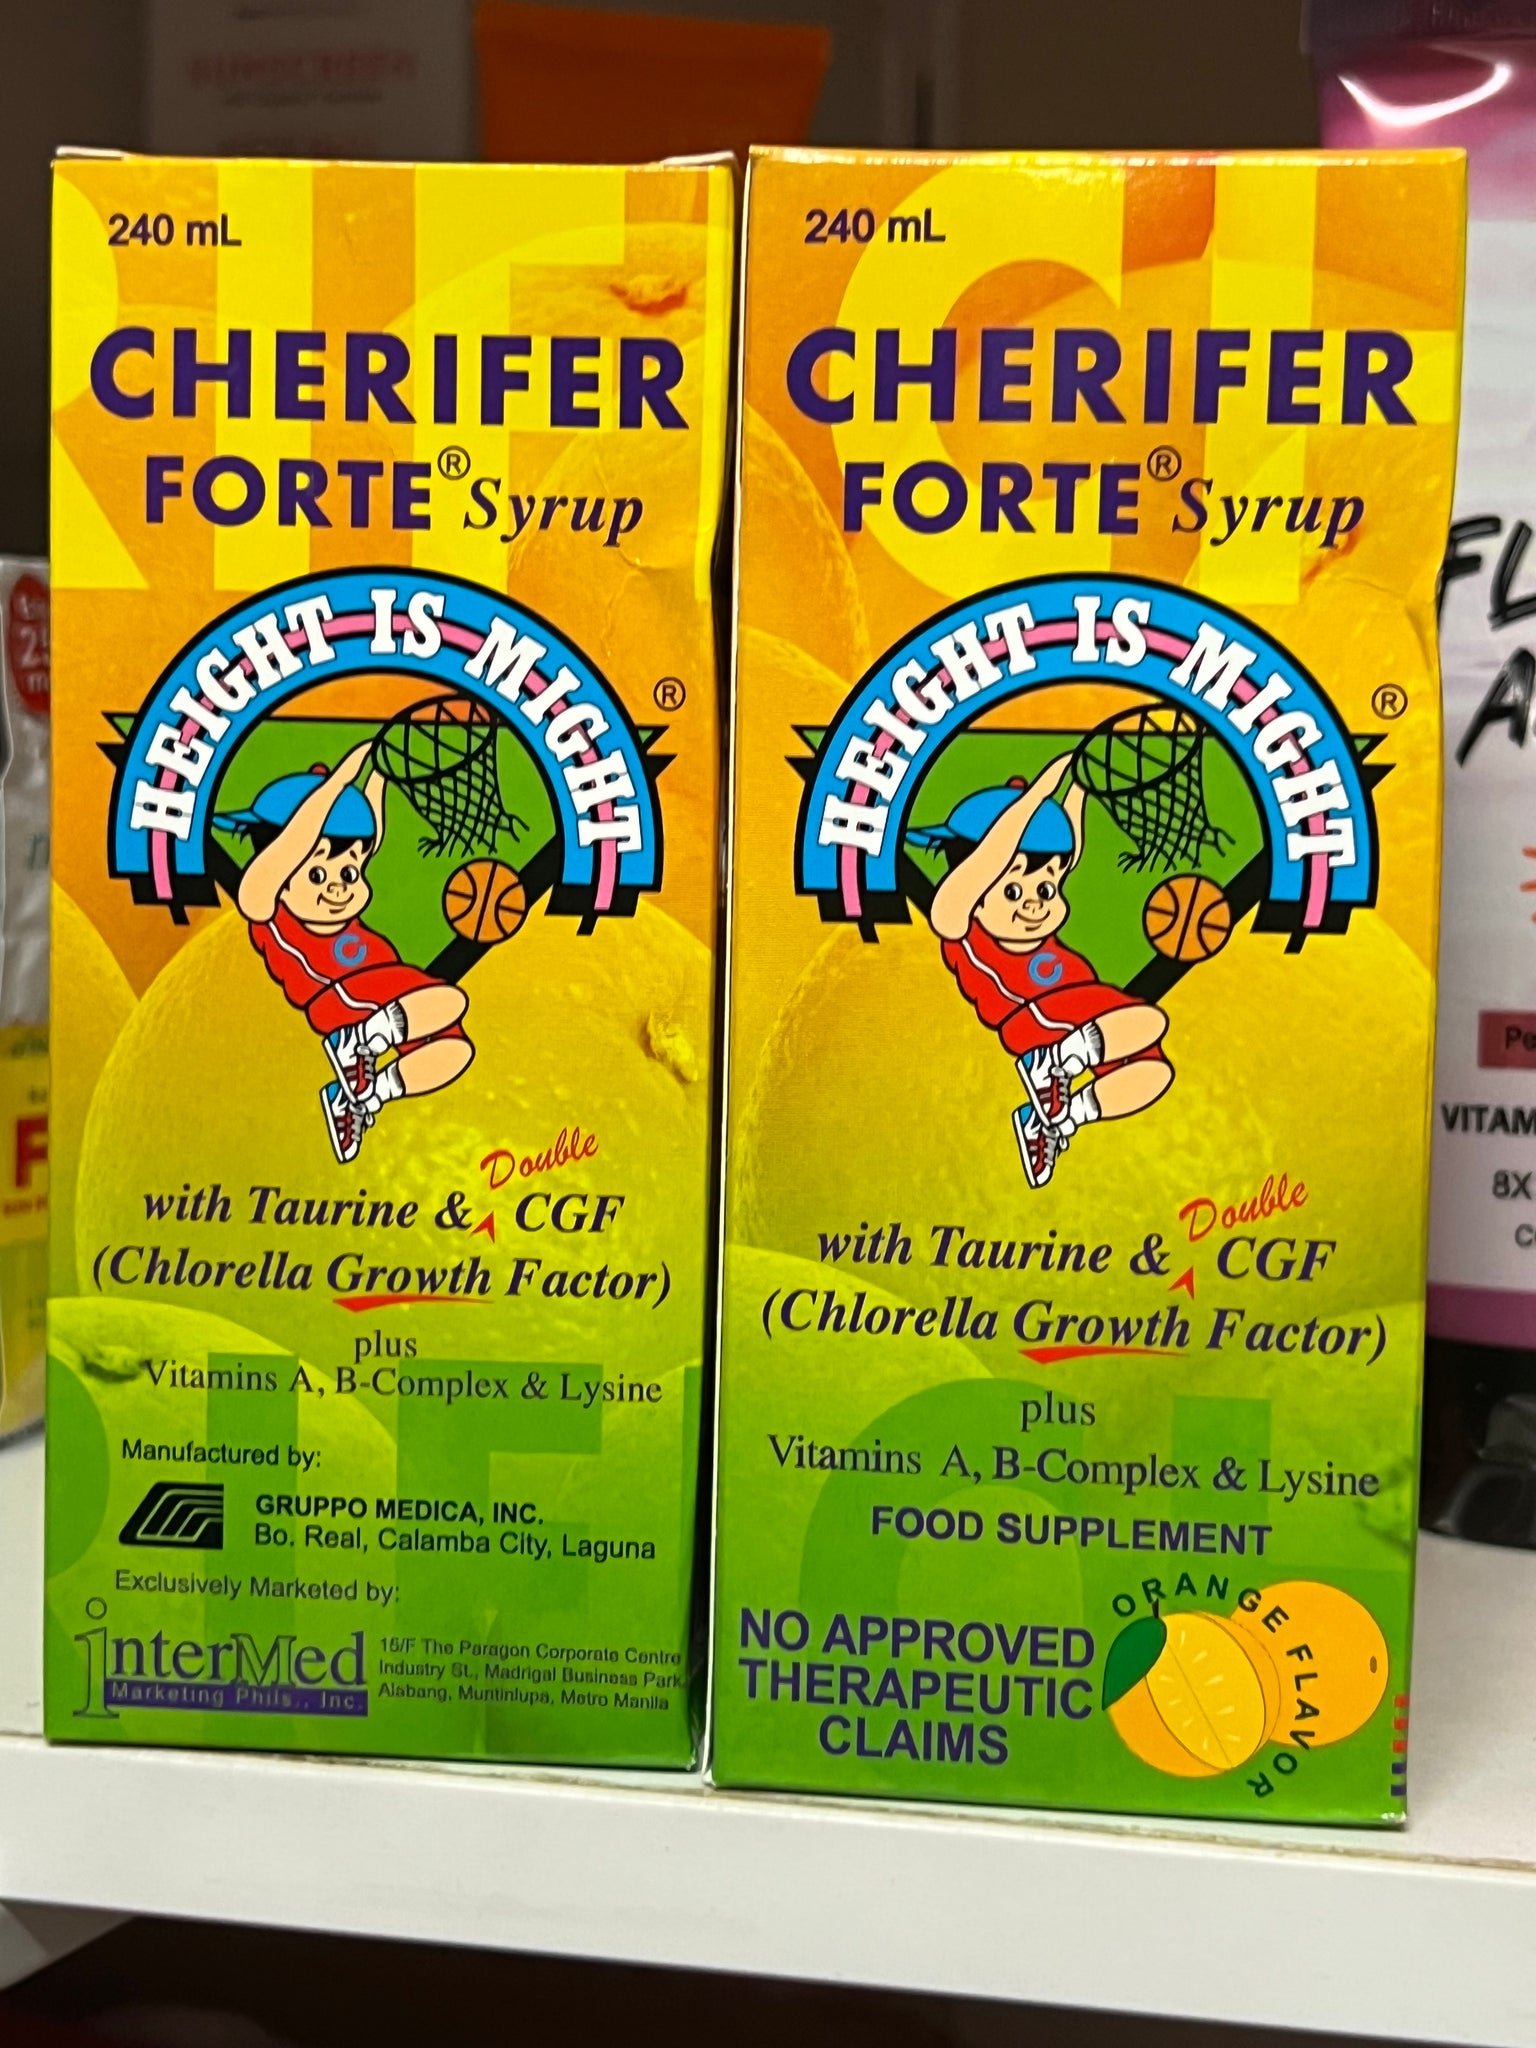 SUNSCREEN
240 mL
CHERIFER
FORTE® Syrup
HEIGHT IS MIGHT
®
C
Double
with Taurine & CGF
(Chlorella Growth Factor)
plus
Vitamins A, B-Complex & Lysine
Manufactured by:
GRUPPO MEDICA, INC.
Bo. Real, Calamba City, Laguna
Exclusively Marketed by:
interMed
Marketing Phils., Inc.
16/F The Paragon Corporate Centre
Industry St., Madrigal Business Park,
Alabang, Muntinlupa, Metro Manila
240 mL
CHERIFER
FORTE® Syrup
HEIGHT IS MIGHT
®
C
Double
with Taurine & CGF
(Chlorella Growth Factor)
plus
Vitamins A, B-Complex & Lysine
FOOD SUPPLEMENT
NO APPROVED
THERAPEUTIC
CLAIMS
ORANGE FLAVOR
FL
A
Pe
VITAM
8X